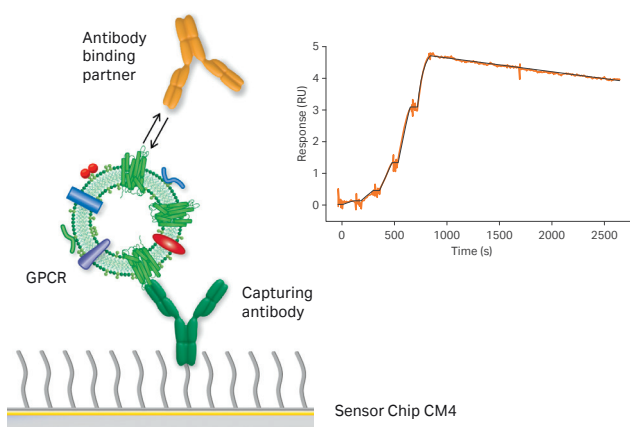 Antibody
binding
partner
GPCR
Capturing
antibody
Sensor Chip CM4
Response (RU)
5
4
3
2
1
0
0
500
1000
1500
2000
2500
Time (s)